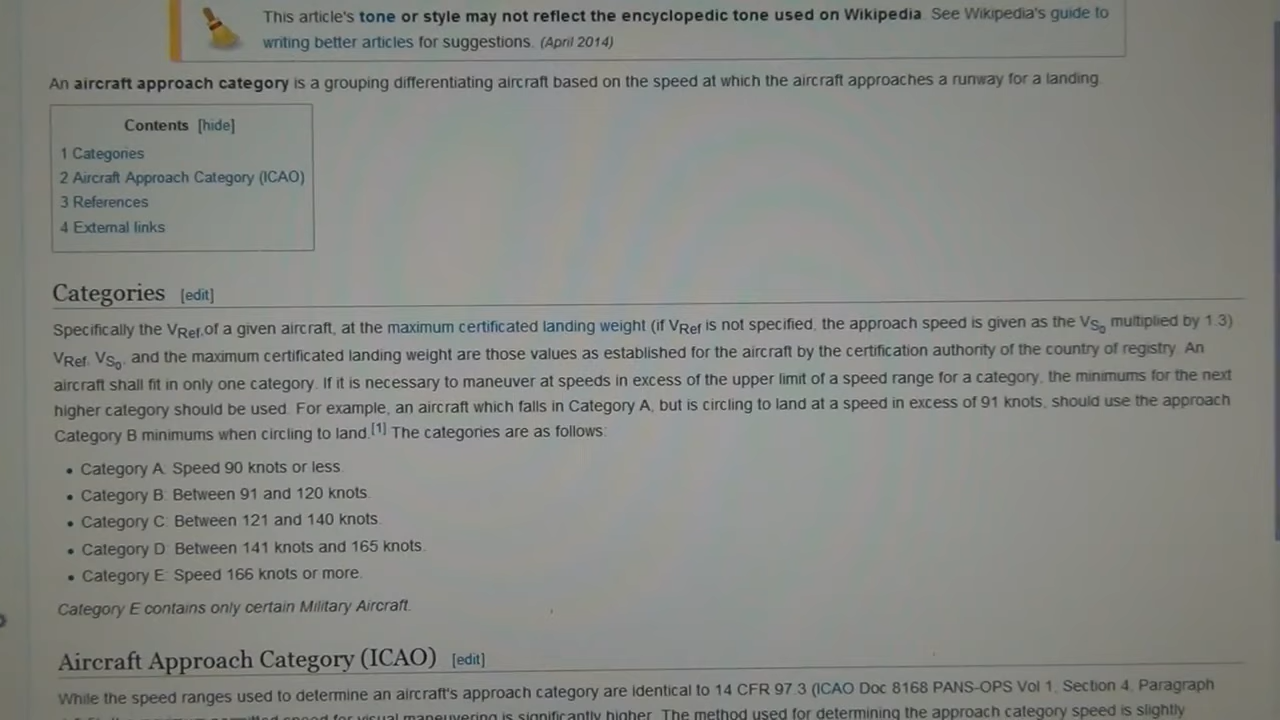 This article's tone or style may not reflect the encyclopedic tone used on Wikipedia. See Wikipedia's guide to
writing better articles for suggestions. (April 2014)
An aircraft approach category is a grouping differentiating aircraft based on the speed at which the aircraft approaches a runway for a landing.
Contents [hide]
1 Categories
2 Aircraft Approach Category (ICAO)
3 References
4 External links
Categories [edit]
Specifically the VRef,of a given aircraft, at the maximum certificated landing weight (if VRef is not specified, the approach speed is given as the VS0 multiplied by 1.3)
VRef, VS0, and the maximum certificated landing weight are those values as established for the aircraft by the certification authority of the country of registry. An
aircraft shall fit in only one category. If it is necessary to maneuver at speeds in excess of the upper limit of a speed range for a category, the minimums for the next
higher category should be used. For example, an aircraft which falls in Category A, but is circling to land at a speed in excess of 91 knots, should use the approach
Category B minimums when circling to land.[1] The categories are as follows:
• Category A: Speed 90 knots or less.
• Category B: Between 91 and 120 knots.
• Category C: Between 121 and 140 knots.
• Category D: Between 141 knots and 165 knots.
• Category E: Speed 166 knots or more.
Category E contains only certain Military Aircraft.
Aircraft Approach Category (ICAO) [edit]
While the speed ranges used to determine an aircraft's approach category are identical to 14 CFR 97.3 (ICAO Doc 8168 PANS-OPS Vol 1, Section 4, Paragraph
speed for visual maneuvering is significantly higher. The method used for determining the approach category speed is slightly